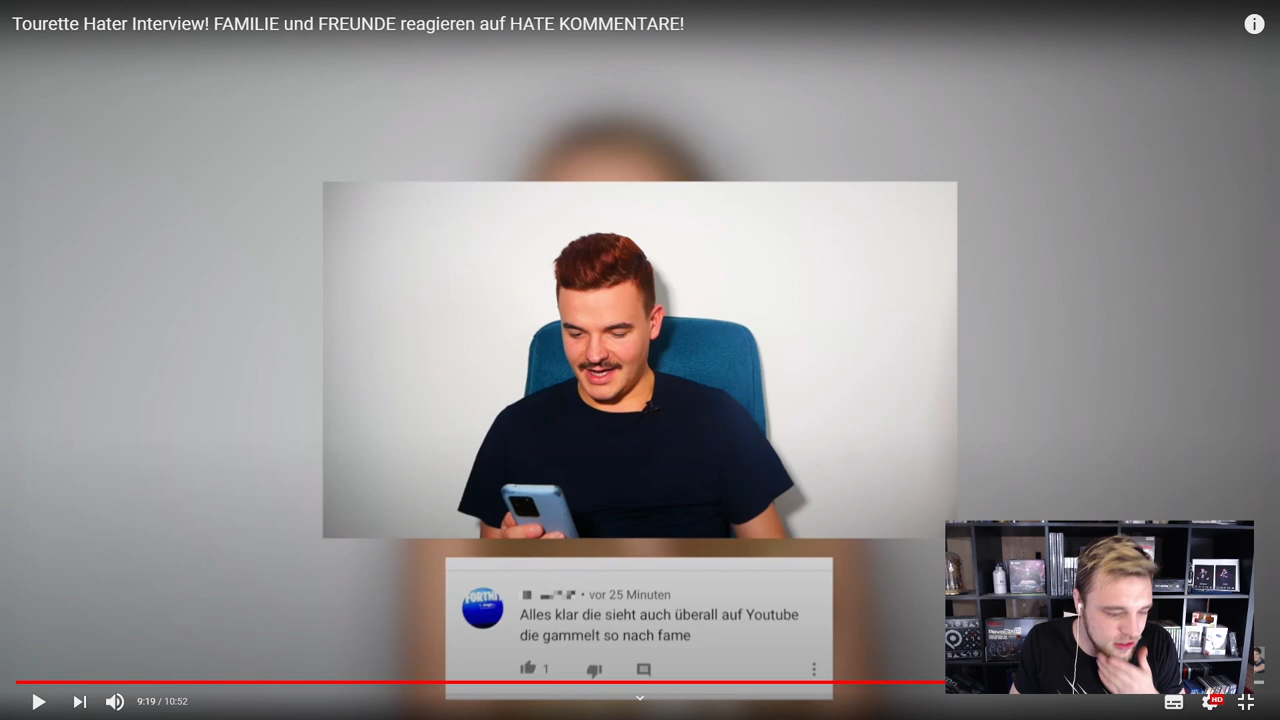 Tourette Hater Interview! FAMILIE und FREUNDE reagieren auf HATE KOMMENTARE!
• vor 25 Minuten
Alles klar die sieht auch überall auf Youtube
die gammelt so nach fame
1
9:19 / 10:52
HD